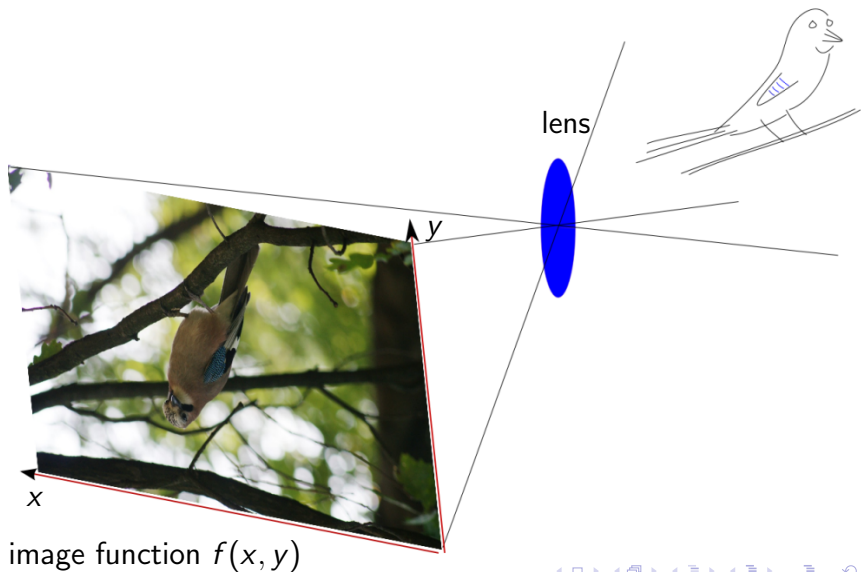 lens
y
x
image function f(x, y)